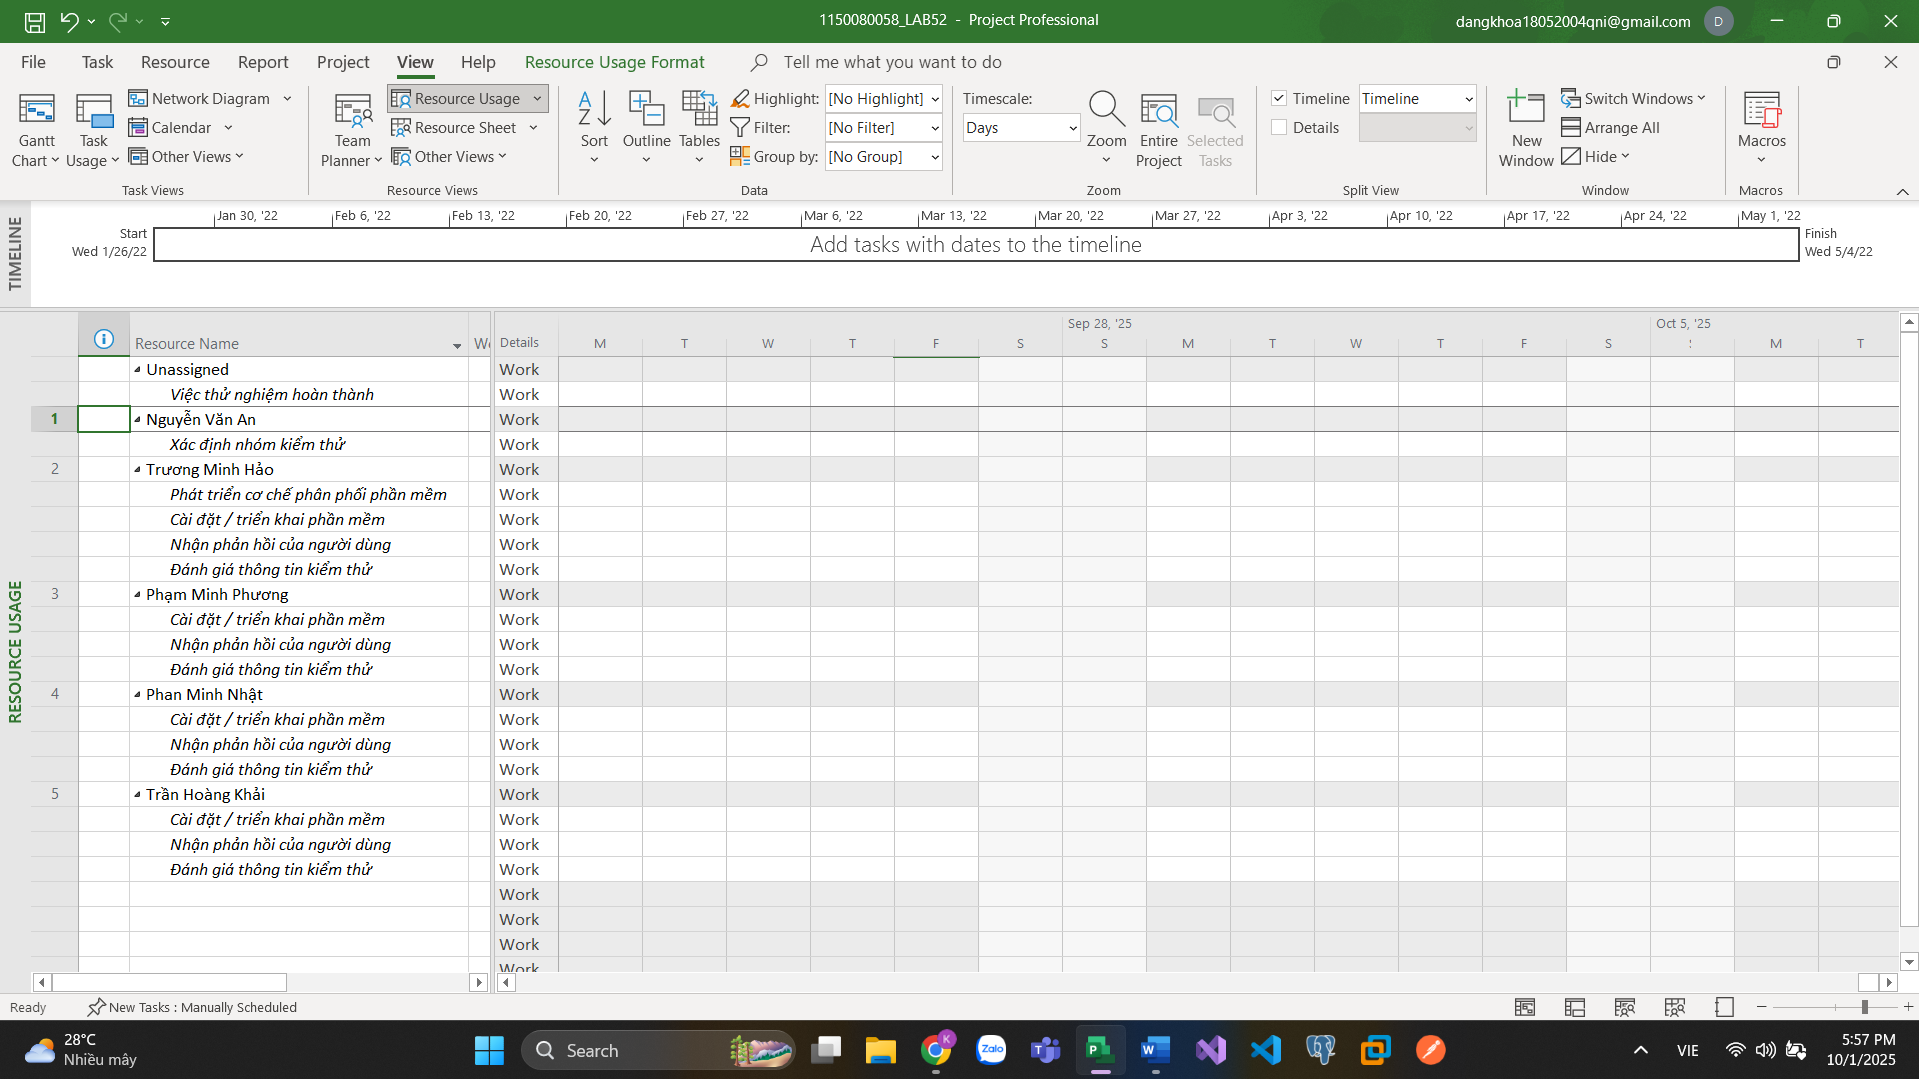 1150080058_LAB52 - Project Professional
dangkhoa18052004qni@gmail.com
D
File Task Resource Report Project View Help Resource Usage Format Tell me what you want to do
Gantt Chart
Task Usage
Network Diagram
Calendar
Other Views
Task Views
Team Planner
Resource Usage
Resource Sheet
Other Views
Resource Views
Sort
Outline
Tables
Highlight: [No Highlight]
Filter: [No Filter]
Group by: [No Group]
Data
Timescale:
Days
Zoom
Entire Project
Selected Tasks
Zoom
Timeline Timeline
Details
Split View
New Window
Switch Windows
Arrange All
Hide
Window
Macros
Macros
TIMELINE
Jan 30, '22 Feb 6, '22 Feb 13, '22 Feb 20, '22 Feb 27, '22 Mar 6, '22 Mar 13, '22 Mar 20, '22 Mar 27, '22 Apr 3, '22 Apr 10, '22 Apr 17, '22 Apr 24, '22 May 1, '22
Start
Wed 1/26/22
Add tasks with dates to the timeline
Finish
Wed 5/4/22
RESOURCE USAGE
Sep 28, '25 Oct 5, '25
Resource Name Details M T W T F S S M T W T F S M T
Unassigned Work
Việc thử nghiệm hoàn thành Work
1 Nguyễn Văn An Work
Xác định nhóm kiểm thử Work
2 Trương Minh Hảo Work
Phát triển cơ chế phân phối phần mềm Work
Cài đặt / triển khai phần mềm Work
Nhận phản hồi của người dùng Work
Đánh giá thông tin kiểm thử Work
3 Phạm Minh Phương Work
Cài đặt / triển khai phần mềm Work
Nhận phản hồi của người dùng Work
Đánh giá thông tin kiểm thử Work
4 Phan Minh Nhật Work
Cài đặt / triển khai phần mềm Work
Nhận phản hồi của người dùng Work
Đánh giá thông tin kiểm thử Work
5 Trần Hoàng Khải Work
Cài đặt / triển khai phần mềm Work
Nhận phản hồi của người dùng Work
Đánh giá thông tin kiểm thử Work
Work
Work
Work
Work
Ready New Tasks : Manually Scheduled
28°C
Nhiều mây
Search
K
Zalo
VIE
5:57 PM
10/1/2025